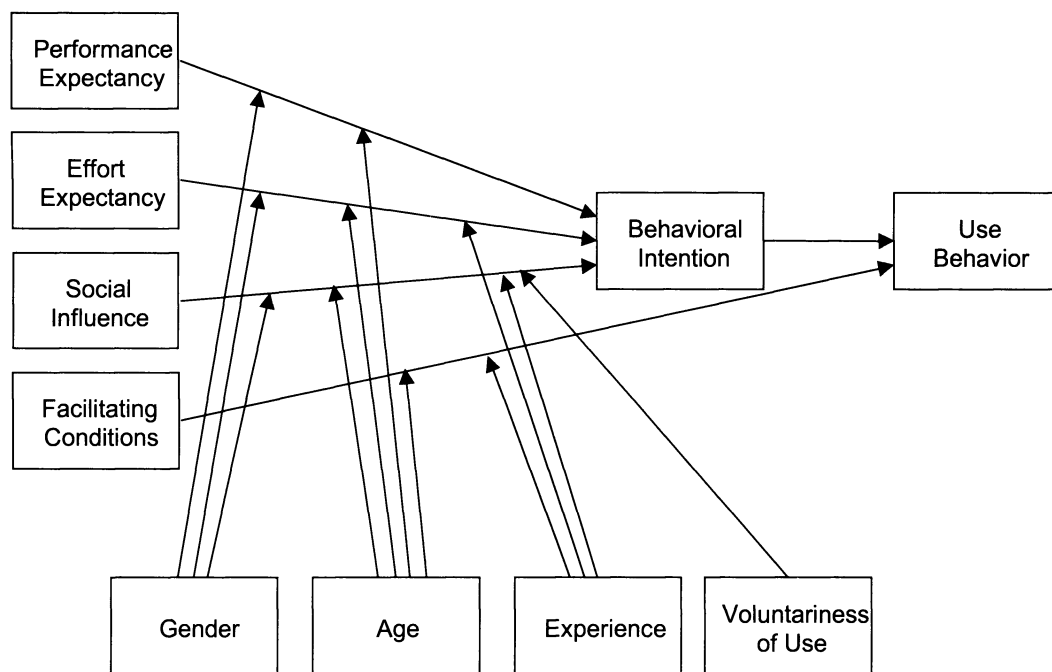 Performance
Expectancy
Effort
Expectancy
Social
Influence
Facilitating
Conditions
Behavioral
Intention
Use
Behavior
Gender
Age
Experience
Voluntariness
of Use